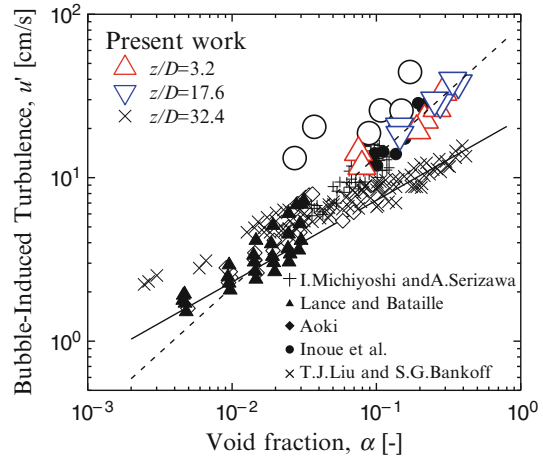 Bubble-Induced Turbulence, u' [cm/s]
10²
10¹
10⁰
Present work
z/D=3.2
z/D=17.6
z/D=32.4
I.Michiyoshi andA.Serizawa
Lance and Bataille
Aoki
Inoue et al.
T.J.Liu and S.G.Bankoff
10⁻³ 10⁻² 10⁻¹ 10⁰
Void fraction, α [-]